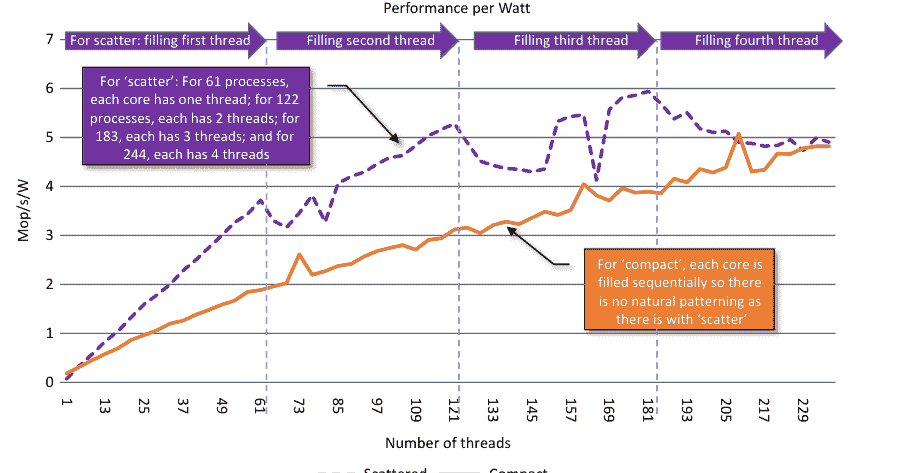 Performance per Watt
For scatter: filling first thread
Filling second thread
Filling third thread
Filling fourth thread
For ‘scatter’: For 61 processes,
each core has one thread; for 122
processes, each has 2 threads; for
183, each has 3 threads; and for
244, each has 4 threads
For ‘compact’, each core is
filled sequentially so there
is no natural patterning as
there is with ‘scatter’
Mop/s/W
7
6
5
4
3
2
1
0
1
13
25
37
49
61
73
85
97
109
121
133
145
157
169
181
193
205
217
229
Number of threads
Scattered
Compact